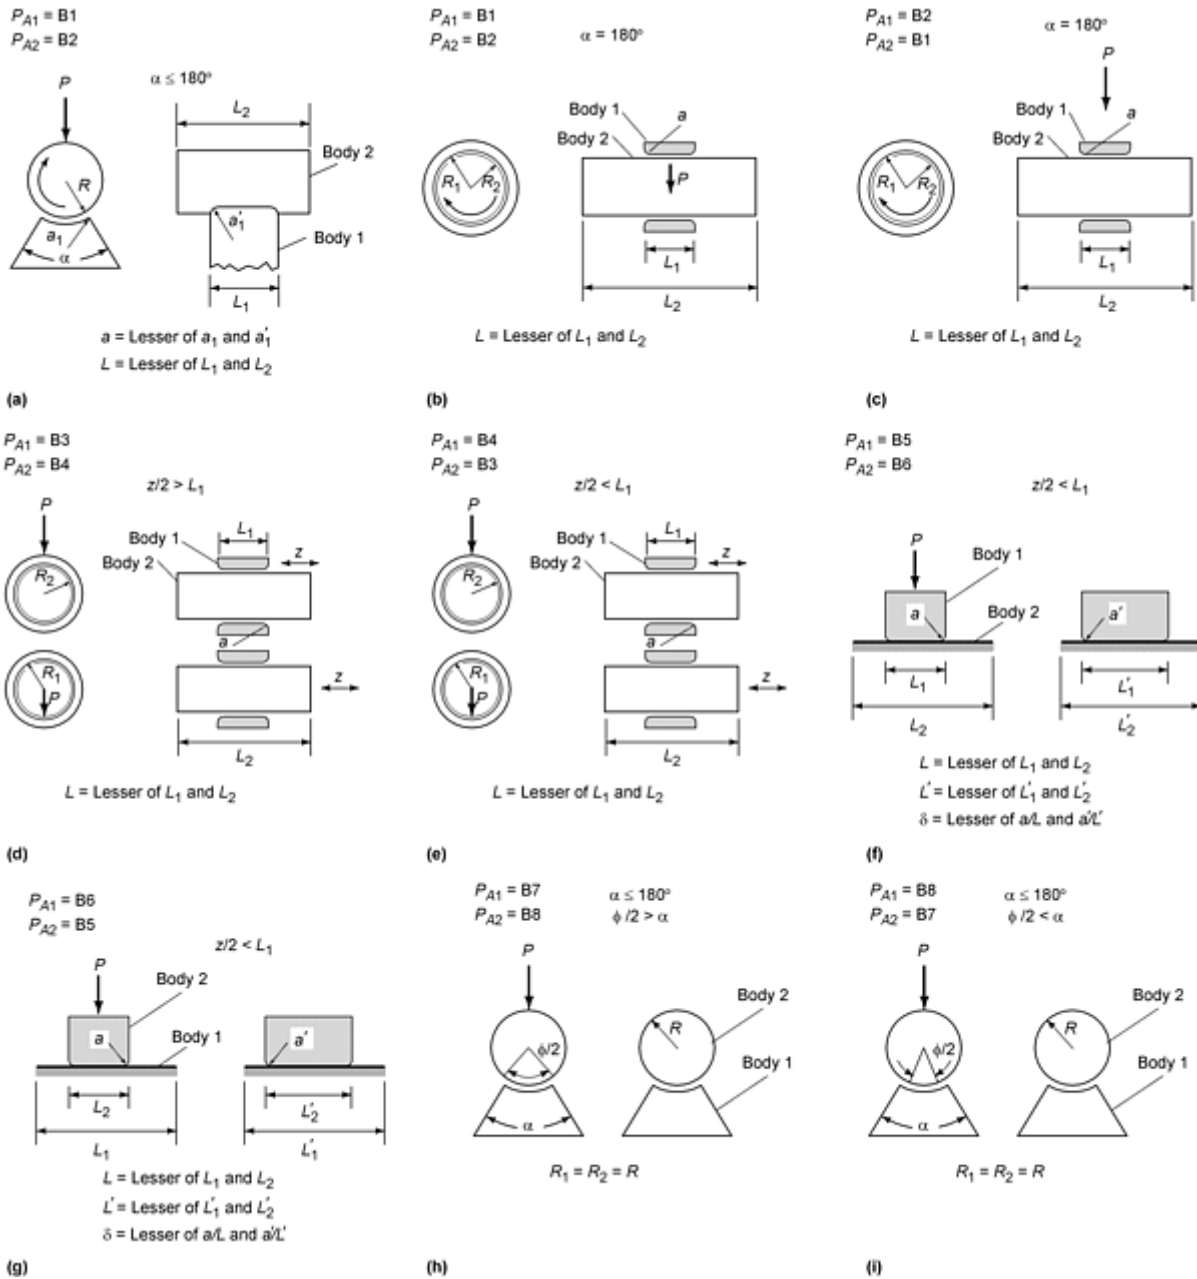 P_A1 = B1
P_A2 = B2
α ≤ 180°
P
R
a₁
α
L₂
Body 2
a′₁
Body 1
L₁
a = Lesser of a₁ and a′₁
L = Lesser of L₁ and L₂
(a)
P_A1 = B1
P_A2 = B2
α = 180°
Body 1
a
Body 2
R₁
R₂
P
L₁
L₂
L = Lesser of L₁ and L₂
(b)
P_A1 = B2
P_A2 = B1
α = 180°
P
Body 1
a
Body 2
R₁
R₂
L₁
L₂
L = Lesser of L₁ and L₂
(c)
P_A1 = B3
P_A2 = B4
z/2 > L₁
P
L₁
Body 1
z
Body 2
R₂
a
R₁
P
z
L₂
L = Lesser of L₁ and L₂
(d)
P_A1 = B4
P_A2 = B3
z/2 < L₁
P
L₁
Body 1
z
Body 2
R₂
a
R₁
P
z
L₂
L = Lesser of L₁ and L₂
(e)
P_A1 = B5
P_A2 = B6
z/2 < L₁
P
Body 1
Body 2
a
a′
L₁
L′₁
L₂
L′₂
L = Lesser of L₁ and L₂
L′ = Lesser of L′₁ and L′₂
δ = Lesser of a/L and a′/L′
(f)
P_A1 = B6
P_A2 = B5
z/2 < L₁
P
Body 2
a
Body 1
a′
L₂
L′₂
L₁
L′₁
L = Lesser of L₁ and L₂
L′ = Lesser of L′₁ and L′₂
δ = Lesser of a/L and a′/L′
(g)
P_A1 = B7
P_A2 = B8
α ≤ 180°
ϕ/2 > α
P
Body 2
R
ϕ/2
Body 1
α
R₁ = R₂ = R
(h)
P_A1 = B8
P_A2 = B7
α ≤ 180°
ϕ/2 < α
P
Body 2
R
ϕ/2
Body 1
α
R₁ = R₂ = R
(i)